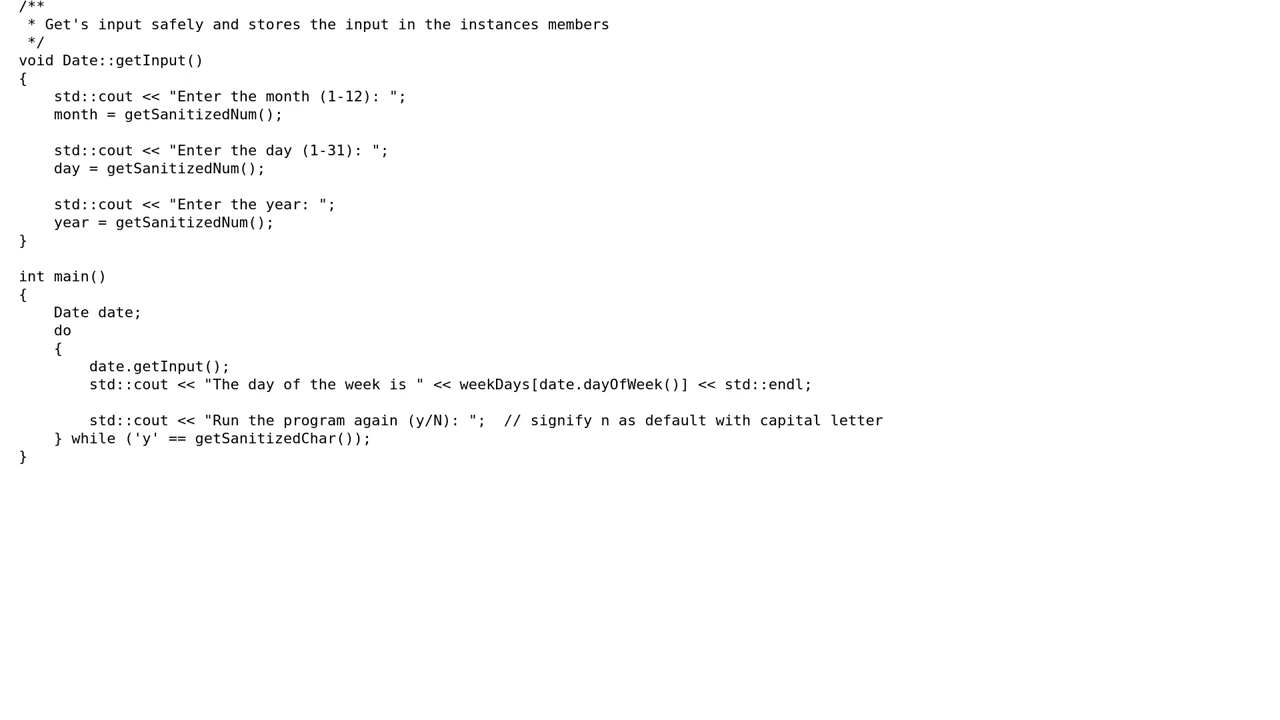 /**
 * Get's input safely and stores the input in the instances members
 */
void Date::getInput()
{
    std::cout << "Enter the month (1-12): ";
    month = getSanitizedNum();

    std::cout << "Enter the day (1-31): ";
    day = getSanitizedNum();

    std::cout << "Enter the year: ";
    year = getSanitizedNum();
}

int main()
{
    Date date;
    do
    {
        date.getInput();
        std::cout << "The day of the week is " << weekDays[date.dayOfWeek()] << std::endl;

        std::cout << "Run the program again (y/N): ";  // signify n as default with capital letter
    } while ('y' == getSanitizedChar());
}